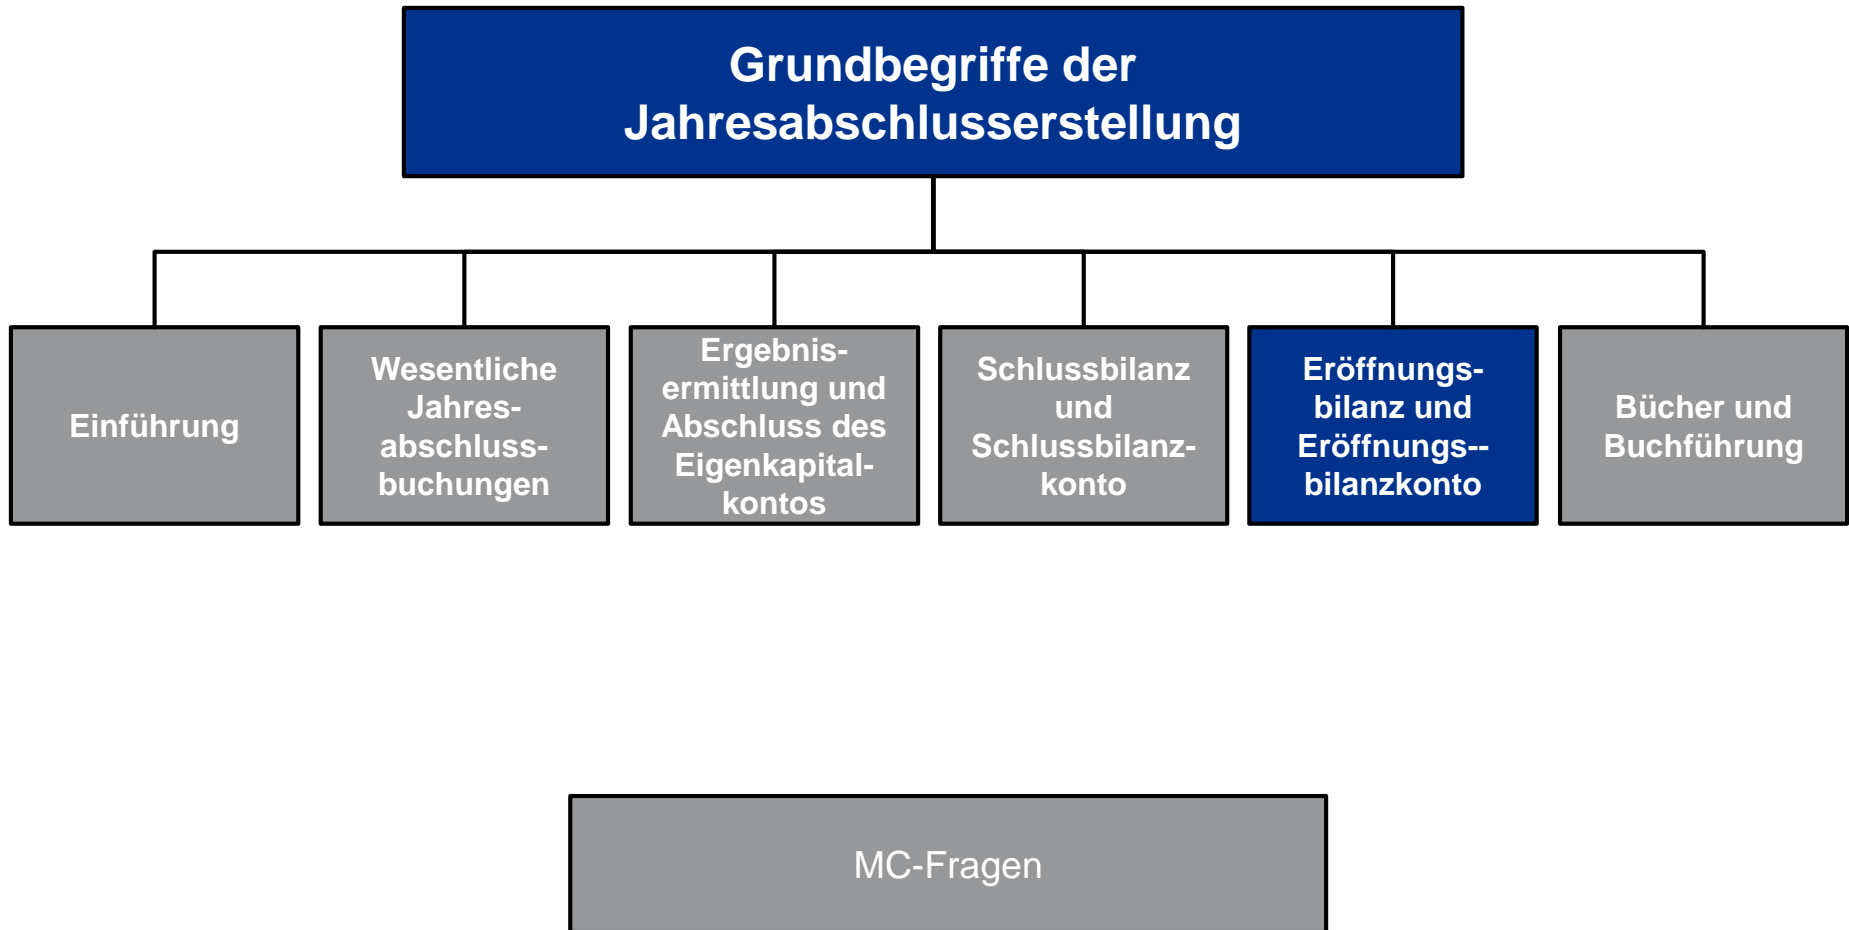 Grundbegriffe der
Jahresabschlusserstellung
Einführung
Wesentliche
Jahres-
abschluss-
buchungen
Ergebnis-
ermittlung und
Abschluss des
Eigenkapital-
kontos
Schlussbilanz
und
Schlussbilanz-
konto
Eröffnungs-
bilanz und
Eröffnungs--
bilanzkonto
Bücher und
Buchführung
MC-Fragen